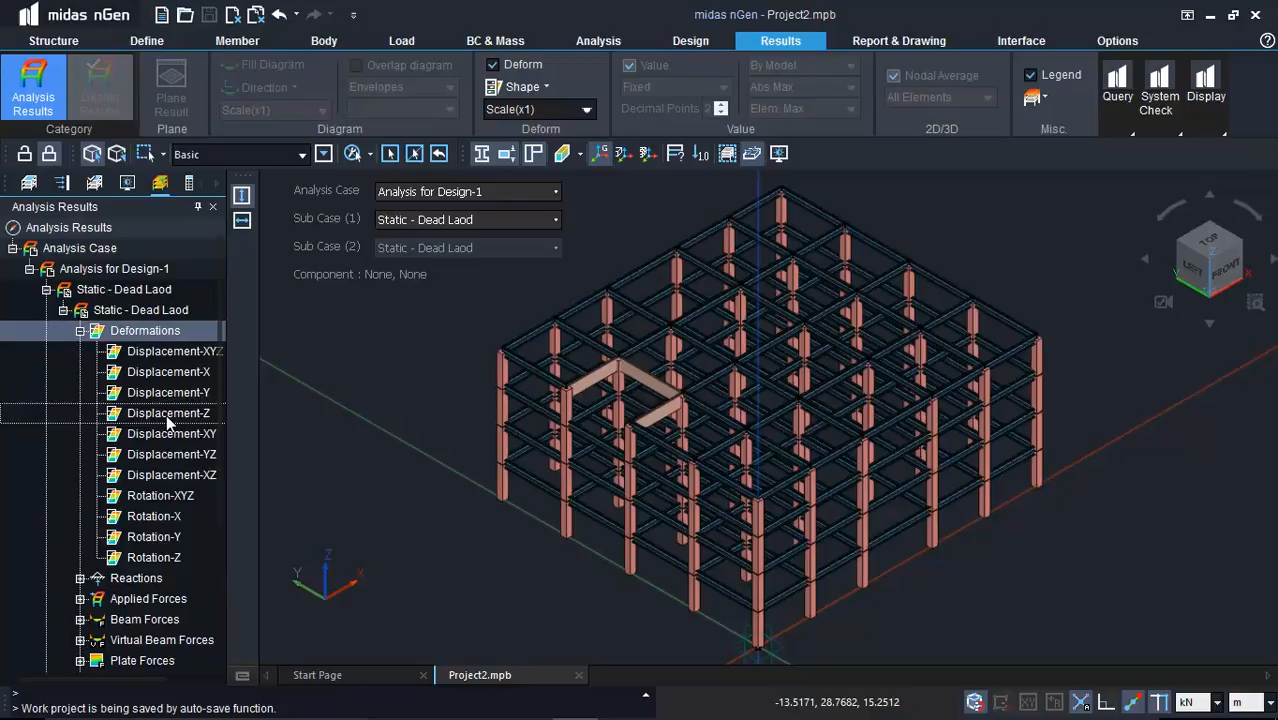 midas nGen
midas nGen - Project2.mpb
Structure Define Member Body Load BC & Mass Analysis Design Results Report & Drawing Interface Options
Fill Diagram Overlap diagram Deform Value By Model Nodal Average Legend
Analysis Results
Plane Result
Direction Envelopes Shape Fixed Abs Max All Elements
Query System Check Display
Scale(x1) Scale(x1) Decimal Points 2 Elem. Max
Category Plane Diagram Deform Value 2D/3D Misc.
Basic
Analysis Results
Analysis Results
Analysis Case
Analysis for Design-1
Static - Dead Laod
Static - Dead Laod
Deformations
Displacement-XYZ
Displacement-X
Displacement-Y
Displacement-Z
Displacement-XY
Displacement-YZ
Displacement-XZ
Rotation-XYZ
Rotation-X
Rotation-Y
Rotation-Z
Reactions
Applied Forces
Beam Forces
Virtual Beam Forces
Plate Forces
Analysis Case Analysis for Design-1
Sub Case (1) Static - Dead Laod
Sub Case (2) Static - Dead Laod
Component : None, None
TOP
LEFT FRONT
Z
Y X
Z
Y X
Start Page Project2.mpb
>
> Work project is being saved by auto-save function.
-13.5171, 28.7682, 15.2512
kN m